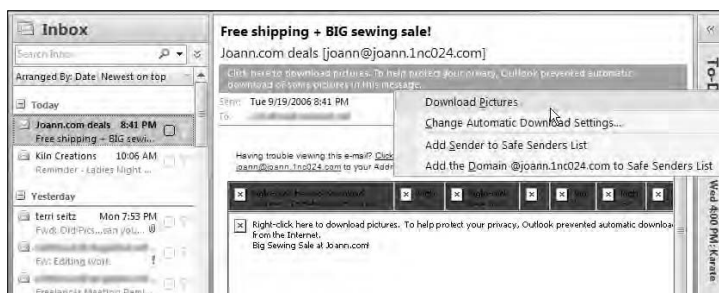 Inbox
Search Inbox
Arranged By: Date Newest on top
Today
Joann.com deals 8:41 PM
Free shipping + BIG sewi...
Kiln Creations 10:06 AM
Reminder - Ladies Night ...
Yesterday
terri seitz Mon 7:53 PM
Fwd: Old Pics...can you...
FW: Editing work
Freelancis Meeting Remi...
Free shipping + BIG sewing sale!
Joann.com deals [joann@joann.1nc024.com]
Click here to download pictures. To help protect your privacy, Outlook prevented automatic
download of some pictures in this message.
Sent: Tue 9/19/2006 8:41 PM
To:
Download Pictures
Change Automatic Download Settings...
Add Sender to Safe Senders List
Add the Domain @joann.1nc024.com to Safe Senders List
Having trouble viewing this e-mail? Click
joann@joann.1nc024.com to your Addr
Right-click here to download pictures. To help protect your privacy, Outlook prevented automatic download
from the Internet.
Big Sewing Sale at Joann.com!
To-D
Wed 4:00 PM: Karate